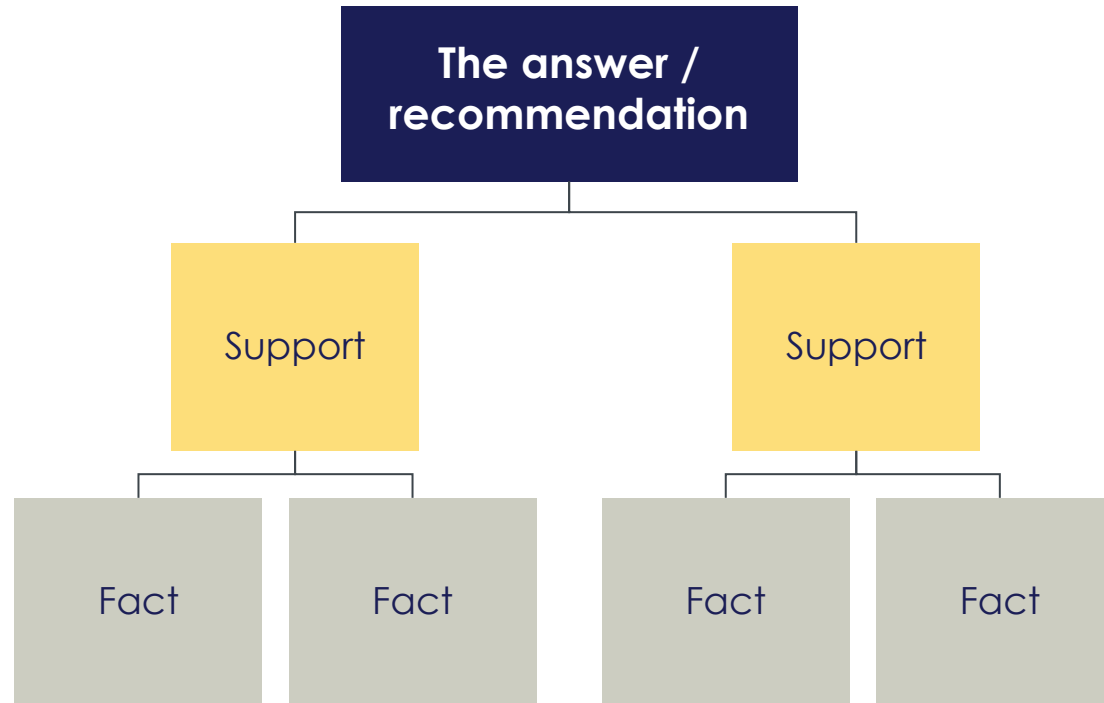 The answer /
recommendation
Support
Support
Fact
Fact
Fact
Fact